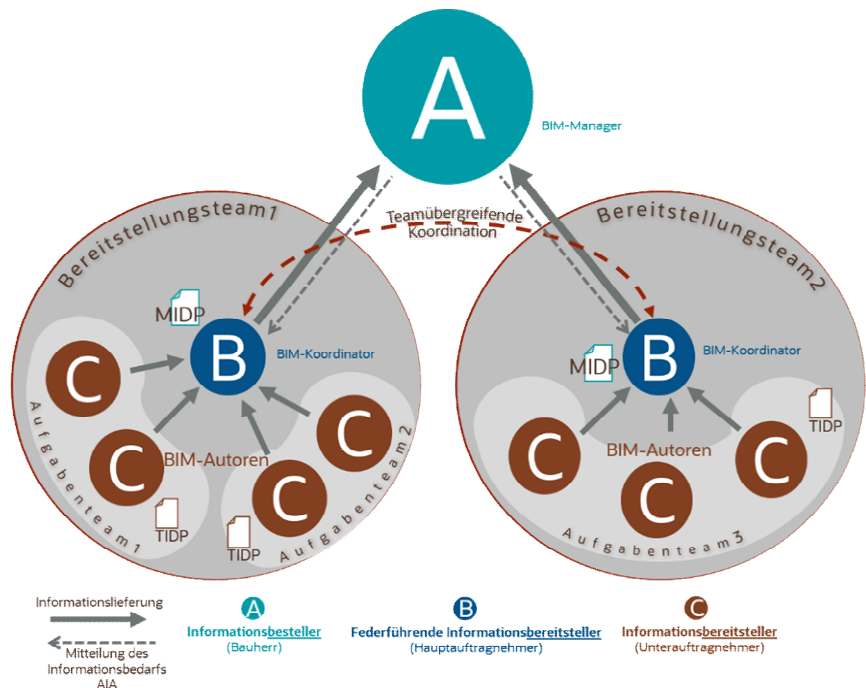 A
BIM-Manager
Bereitstellungsteam1
Teamübergreifende
Koordination
Bereitstellungsteam2
MIDP
B
BIM-Koordinator
C
C
BIM-Autoren
C
C
Aufgabenteam1
TIDP
TIDP
Aufgabenteam2
MIDP
B
BIM-Koordinator
C
BIM-Autoren
C
C
TIDP
Aufgabenteam3
Informationslieferung
Mitteilung des
Informationsbedarfs
AIA
A
Informationsbesteller
(Bauherr)
B
Federführende Informationsbereitsteller
(Hauptauftragnehmer)
C
Informationsbereitsteller
(Unterauftragnehmer)